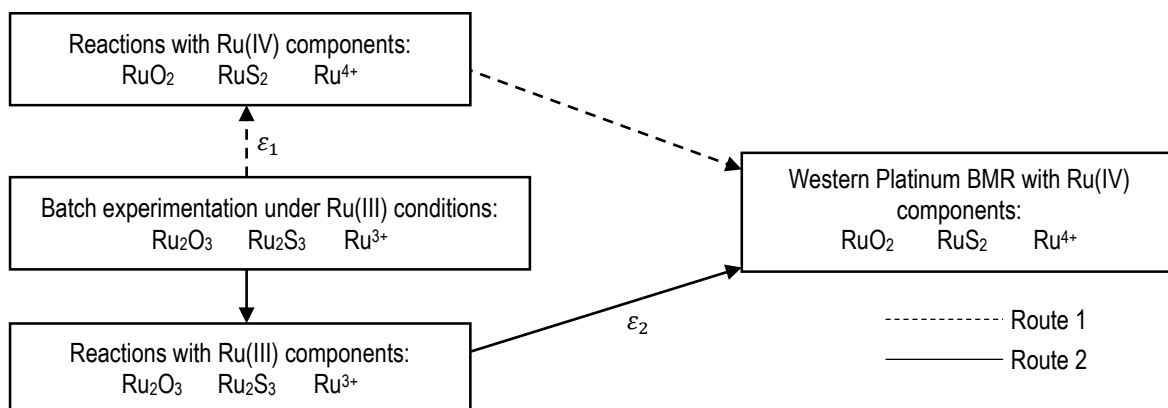 Reactions with Ru(IV) components:
RuO₂ RuS₂ Ru⁴⁺
ε₁
Batch experimentation under Ru(III) conditions:
Ru₂O₃ Ru₂S₃ Ru³⁺
Reactions with Ru(III) components:
Ru₂O₃ Ru₂S₃ Ru³⁺
ε₂
Western Platinum BMR with Ru(IV)
components:
RuO₂ RuS₂ Ru⁴⁺
Route 1
Route 2